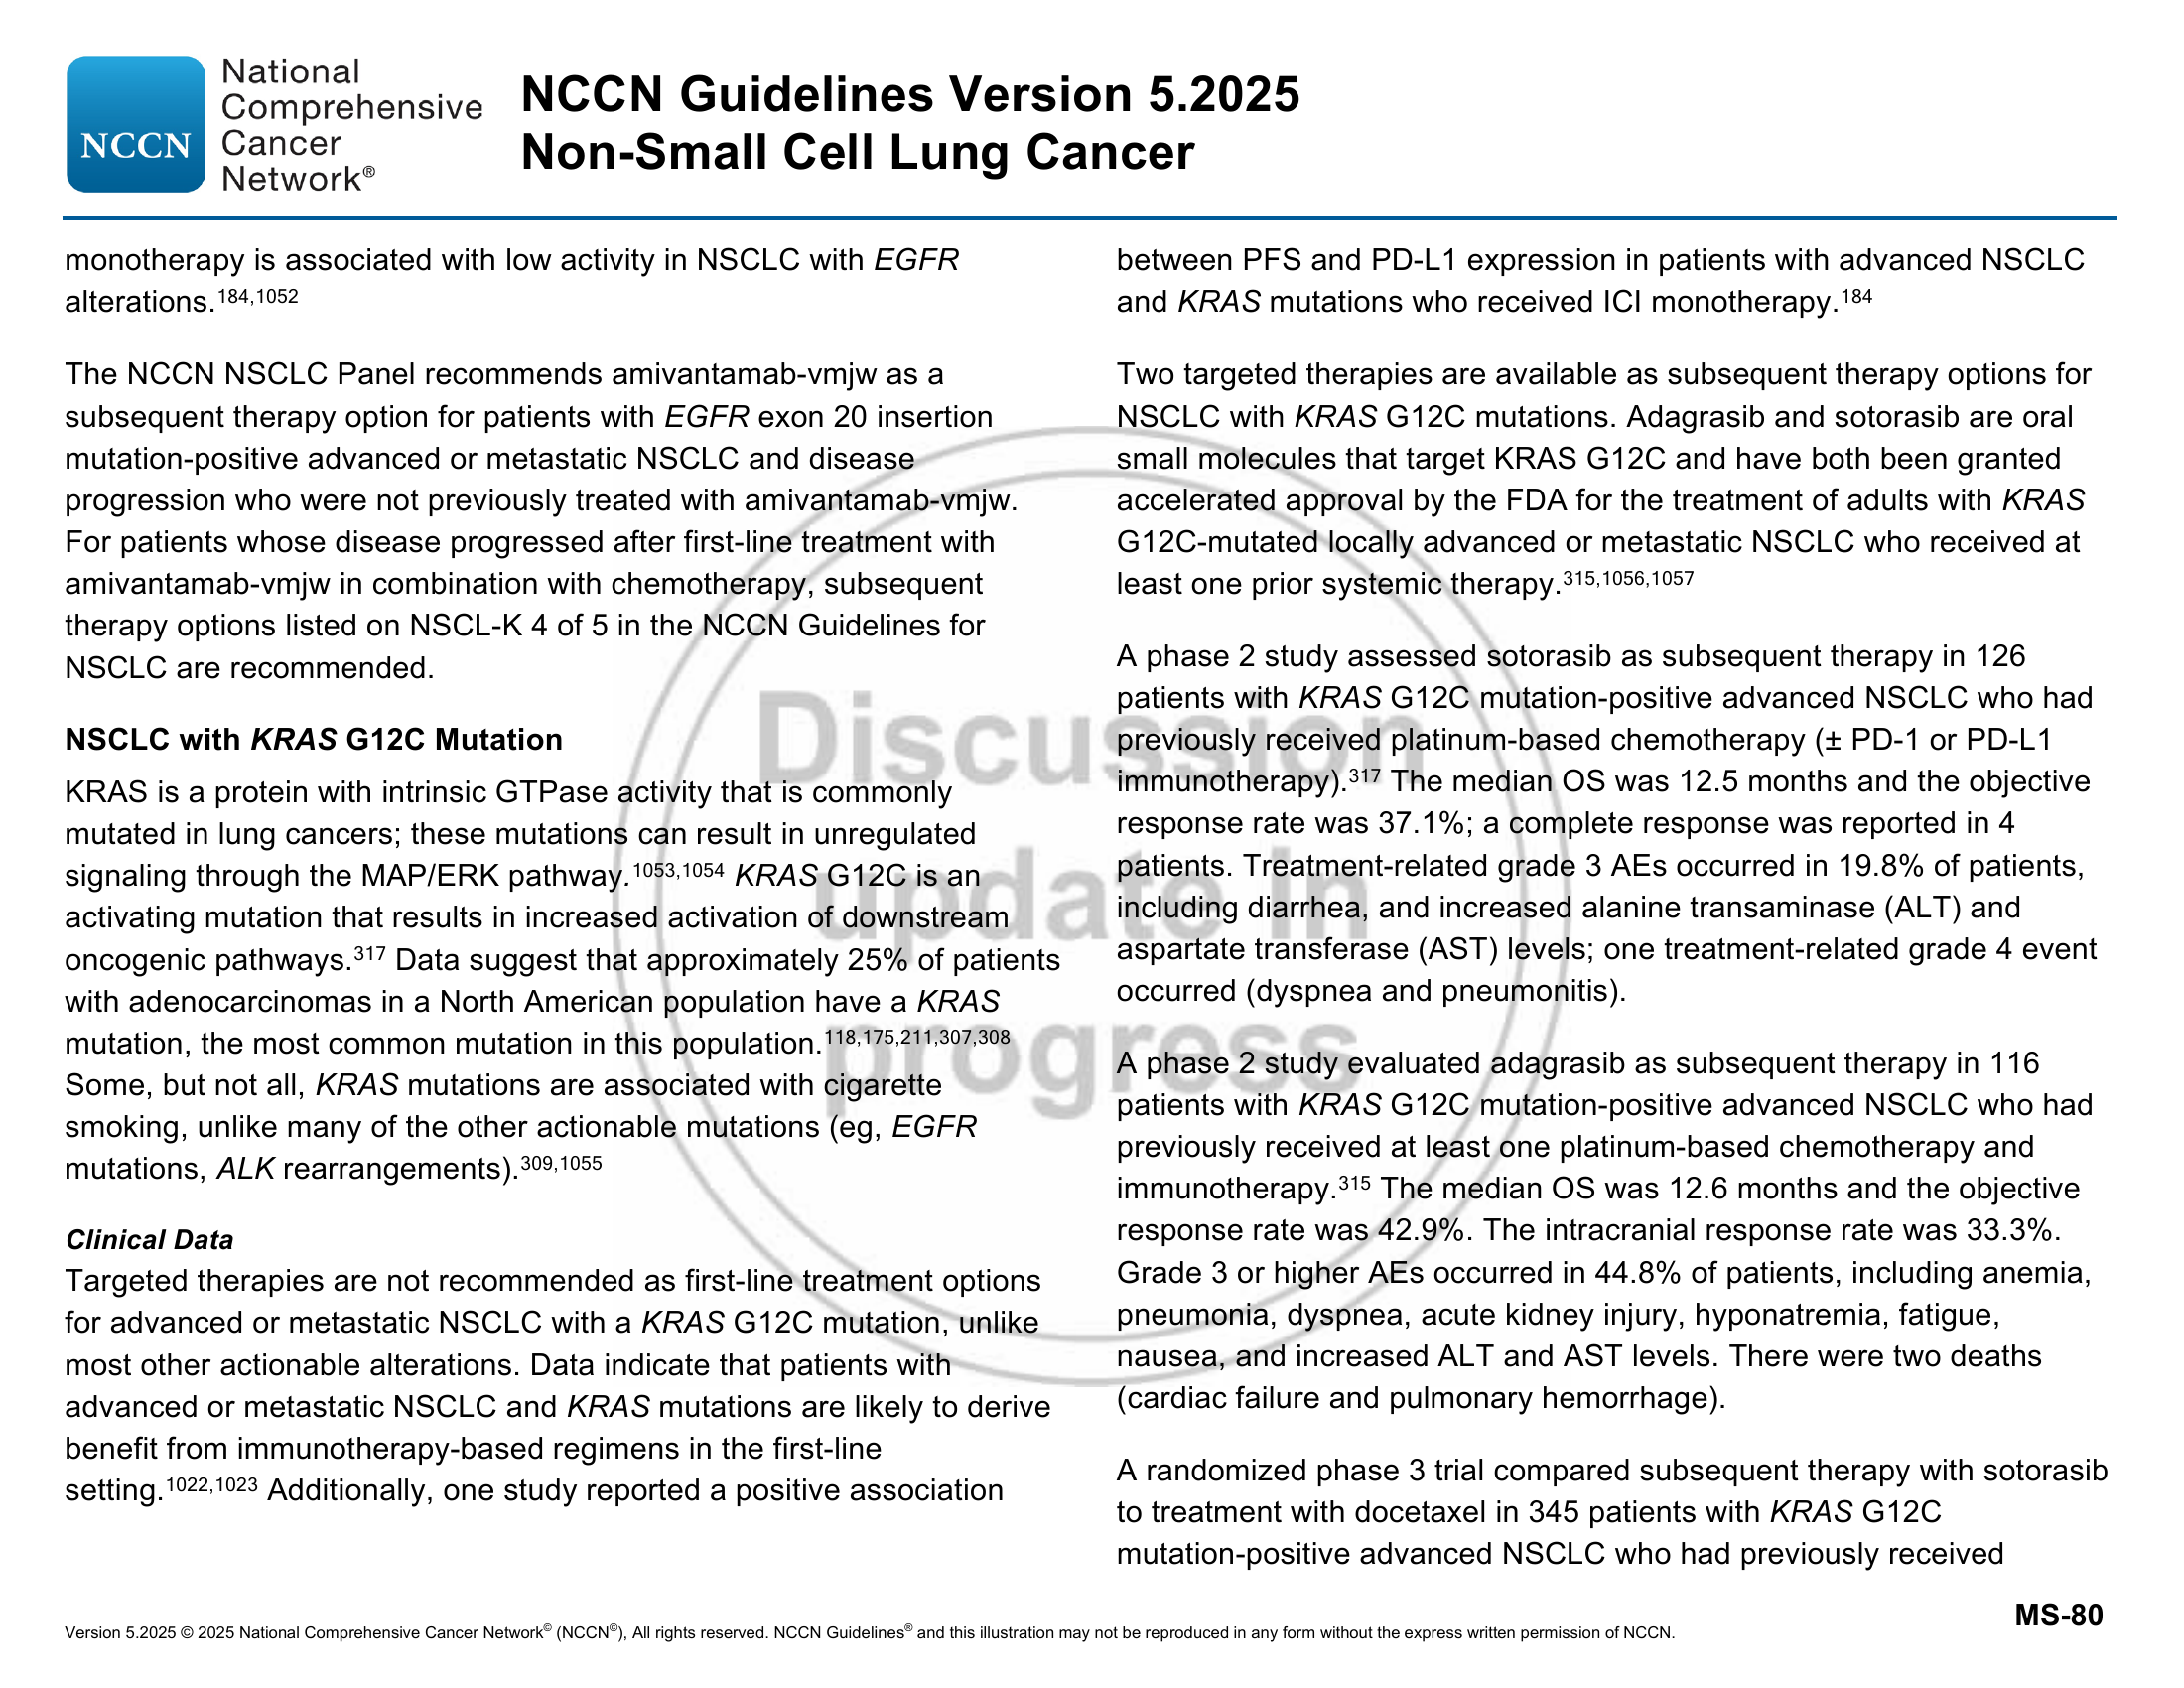 NCCN
National
Comprehensive
Cancer
Network®
NCCN Guidelines Version 5.2025
Non-Small Cell Lung Cancer
monotherapy is associated with low activity in NSCLC with EGFR
alterations.184,1052
The NCCN NSCLC Panel recommends amivantamab-vmjw as a
subsequent therapy option for patients with EGFR exon 20 insertion
mutation-positive advanced or metastatic NSCLC and disease
progression who were not previously treated with amivantamab-vmjw.
For patients whose disease progressed after first-line treatment with
amivantamab-vmjw in combination with chemotherapy, subsequent
therapy options listed on NSCL-K 4 of 5 in the NCCN Guidelines for
NSCLC are recommended.
NSCLC with KRAS G12C Mutation
KRAS is a protein with intrinsic GTPase activity that is commonly
mutated in lung cancers; these mutations can result in unregulated
signaling through the MAP/ERK pathway.1053,1054 KRAS G12C is an
activating mutation that results in increased activation of downstream
oncogenic pathways.317 Data suggest that approximately 25% of patients
with adenocarcinomas in a North American population have a KRAS
mutation, the most common mutation in this population.118,175,211,307,308
Some, but not all, KRAS mutations are associated with cigarette
smoking, unlike many of the other actionable mutations (eg, EGFR
mutations, ALK rearrangements).309,1055
Clinical Data
Targeted therapies are not recommended as first-line treatment options
for advanced or metastatic NSCLC with a KRAS G12C mutation, unlike
most other actionable alterations. Data indicate that patients with
advanced or metastatic NSCLC and KRAS mutations are likely to derive
benefit from immunotherapy-based regimens in the first-line
setting.1022,1023 Additionally, one study reported a positive association
between PFS and PD-L1 expression in patients with advanced NSCLC
and KRAS mutations who received ICI monotherapy.184
Two targeted therapies are available as subsequent therapy options for
NSCLC with KRAS G12C mutations. Adagrasib and sotorasib are oral
small molecules that target KRAS G12C and have both been granted
accelerated approval by the FDA for the treatment of adults with KRAS
G12C-mutated locally advanced or metastatic NSCLC who received at
least one prior systemic therapy.315,1056,1057
A phase 2 study assessed sotorasib as subsequent therapy in 126
patients with KRAS G12C mutation-positive advanced NSCLC who had
previously received platinum-based chemotherapy (± PD-1 or PD-L1
immunotherapy).317 The median OS was 12.5 months and the objective
response rate was 37.1%; a complete response was reported in 4
patients. Treatment-related grade 3 AEs occurred in 19.8% of patients,
including diarrhea, and increased alanine transaminase (ALT) and
aspartate transferase (AST) levels; one treatment-related grade 4 event
occurred (dyspnea and pneumonitis).
A phase 2 study evaluated adagrasib as subsequent therapy in 116
patients with KRAS G12C mutation-positive advanced NSCLC who had
previously received at least one platinum-based chemotherapy and
immunotherapy.315 The median OS was 12.6 months and the objective
response rate was 42.9%. The intracranial response rate was 33.3%.
Grade 3 or higher AEs occurred in 44.8% of patients, including anemia,
pneumonia, dyspnea, acute kidney injury, hyponatremia, fatigue,
nausea, and increased ALT and AST levels. There were two deaths
(cardiac failure and pulmonary hemorrhage).
A randomized phase 3 trial compared subsequent therapy with sotorasib
to treatment with docetaxel in 345 patients with KRAS G12C
mutation-positive advanced NSCLC who had previously received
Discussion
update in
progress
MS-80
Version 5.2025 © 2025 National Comprehensive Cancer Network© (NCCN©), All rights reserved. NCCN Guidelines® and this illustration may not be reproduced in any form without the express written permission of NCCN.